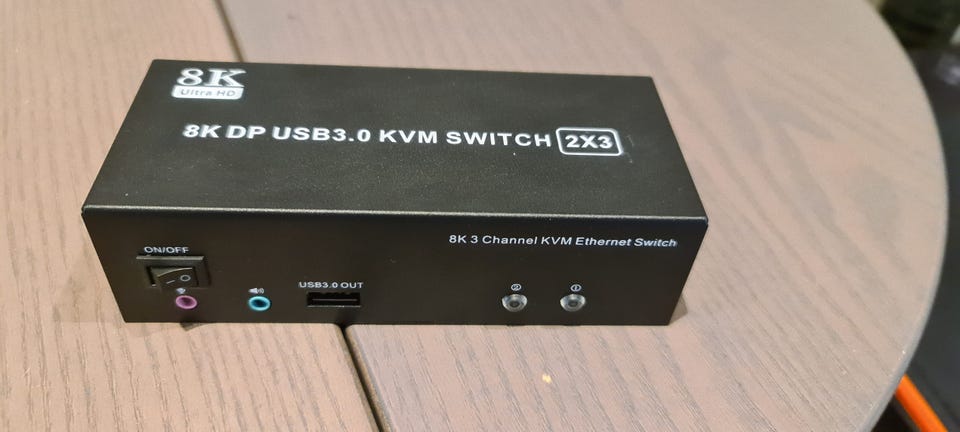 8K
Ultra HD
8K DP USB3.0 KVM SWITCH 2X3
8K 3 Channel KVM Ethernet Switch
ON/OFF
USB3.0 OUT
②
①